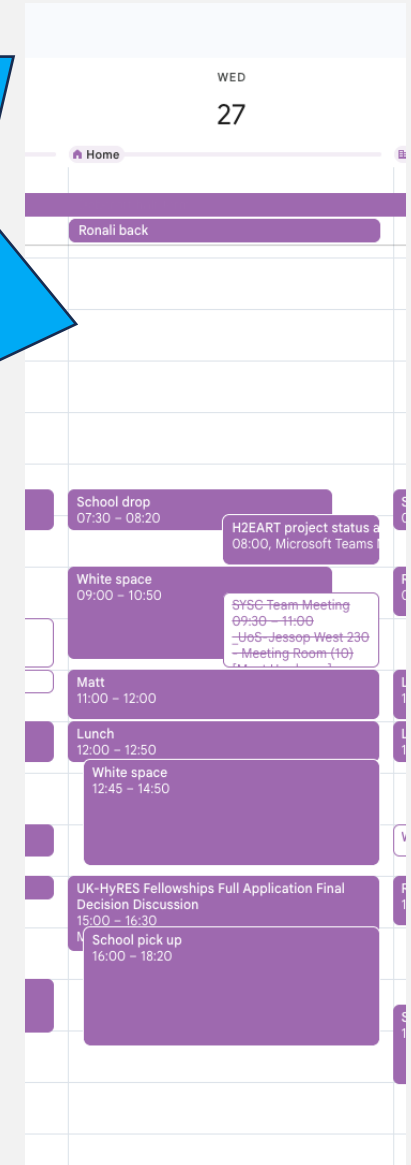 WED
27
Home
Ronali back
School drop
07:30 – 08:20
H2EART project status a
08:00, Microsoft Teams
White space
09:00 – 10:50
SYSC Team Meeting
09:30 – 11:00
_UoS-Jessop West 230
- Meeting Room (10)
Matt
11:00 – 12:00
Lunch
12:00 – 12:50
White space
12:45 – 14:50
UK-HyRES Fellowships Full Application Final
Decision Discussion
15:00 – 16:30
School pick up
16:00 – 18:20